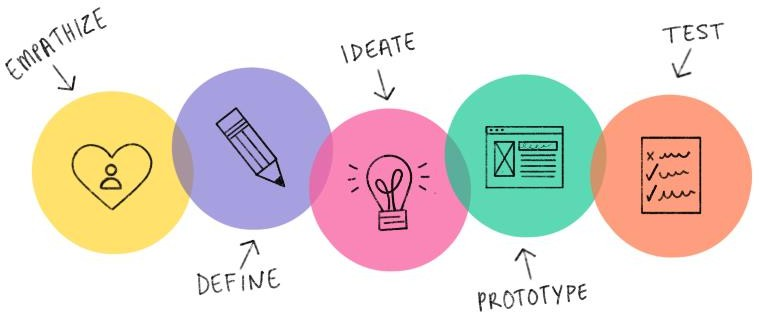 EMPATHIZE
DEFINE
IDEATE
PROTOTYPE
TEST